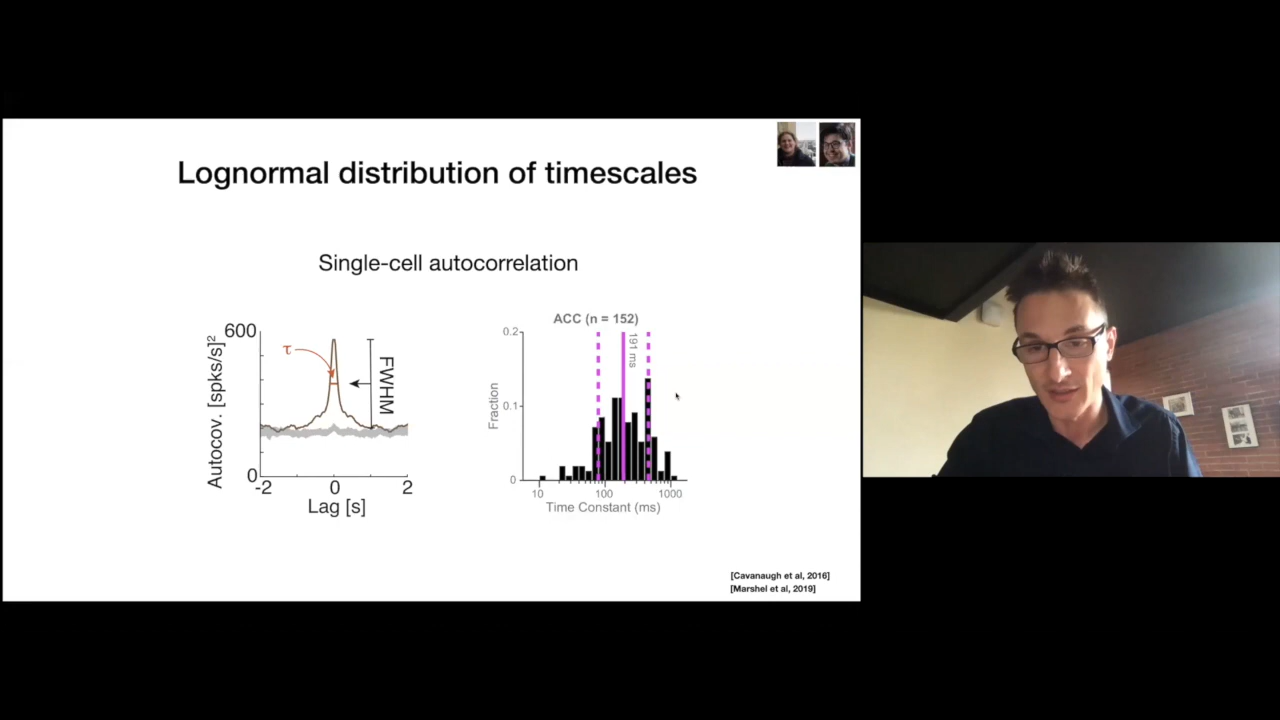 Lognormal distribution of timescales
Single-cell autocorrelation
Autocov. [spks/s]²
600
0
-2
0
2
Lag [s]
τ
FWHM
ACC (n = 152)
191 ms
Fraction
0.2
0.1
0
10
100
1000
Time Constant (ms)
[Cavanaugh et al, 2016]
[Marshel et al, 2019]